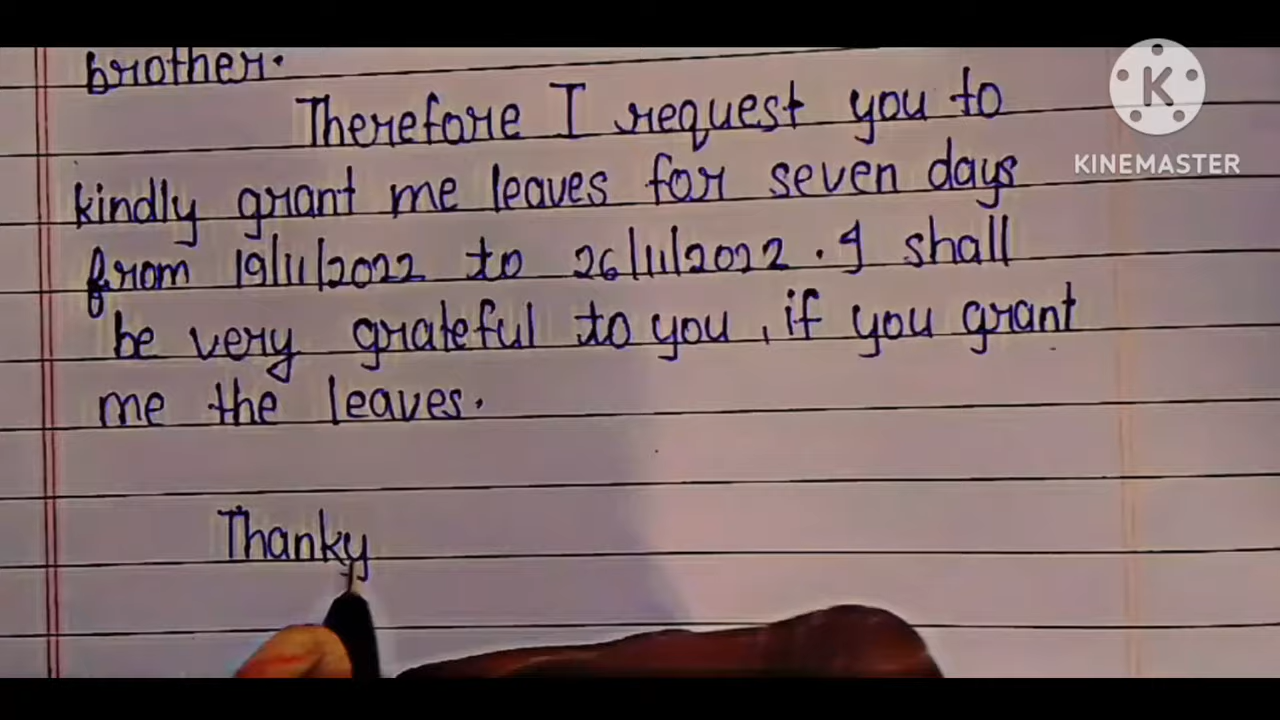 brother.
Therefore I request you to
kindly grant me leaves for seven days
from 19/11/2022 to 26/11/2022. I shall
be very grateful to you, if you grant
me the leaves.
Thanky
K
KINEMASTER